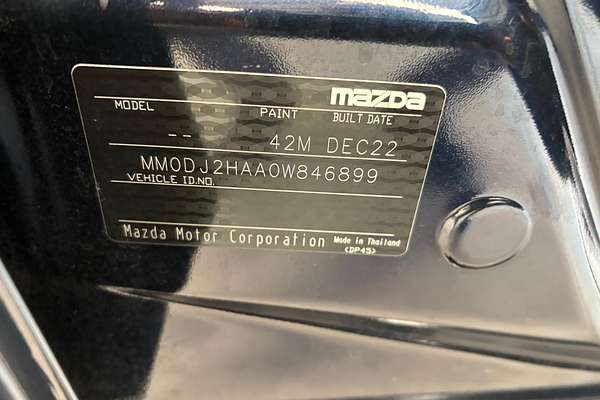 mazda
MODEL PAINT BUILT DATE
-- 42M DEC22
MM0DJ2HAA0W846899
VEHICLE ID.NO.
Mazda Motor Corporation Made in Thailand
<DP45>